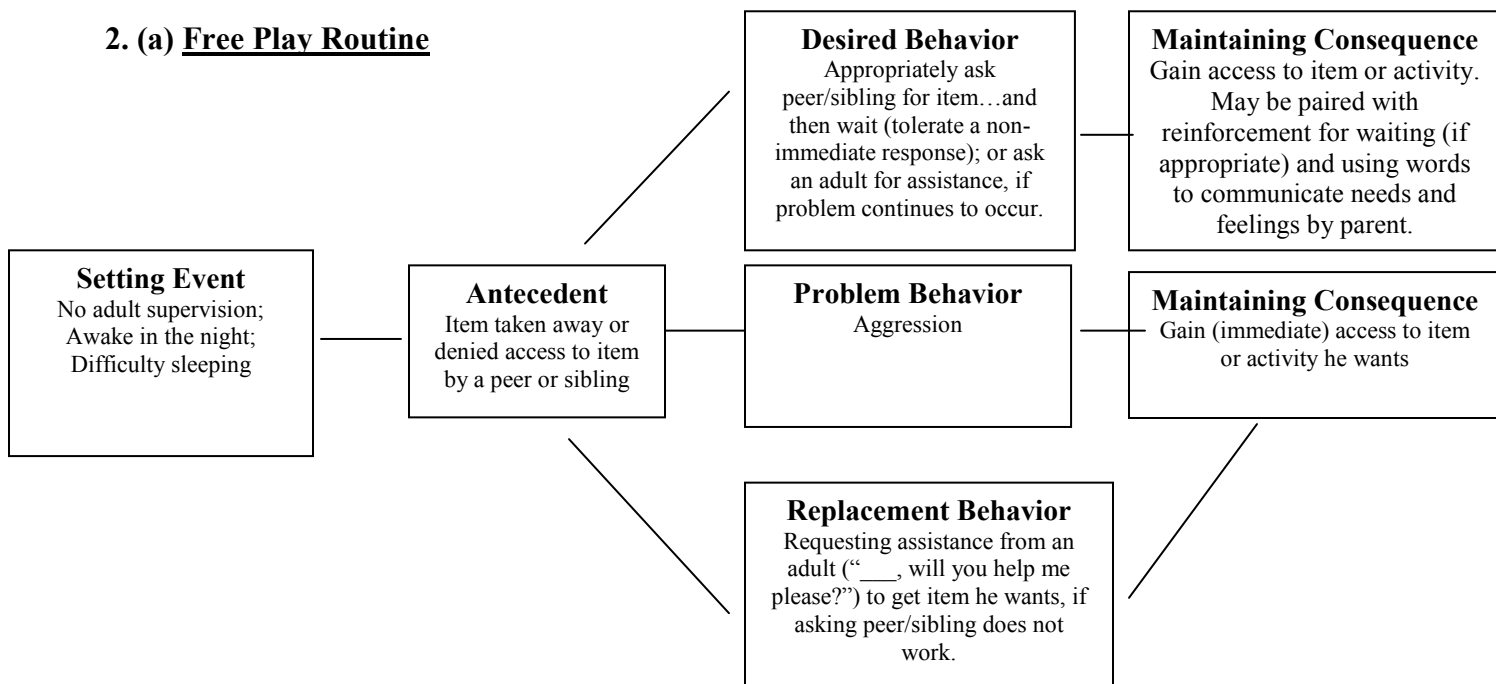 2. (a) Free Play Routine
Desired Behavior
Appropriately ask
peer/sibling for item…and
then wait (tolerate a non-
immediate response); or ask
an adult for assistance, if
problem continues to occur.
Maintaining Consequence
Gain access to item or activity.
May be paired with
reinforcement for waiting (if
appropriate) and using words
to communicate needs and
feelings by parent.
Setting Event
No adult supervision;
Awake in the night;
Difficulty sleeping
Antecedent
Item taken away or
denied access to item
by a peer or sibling
Problem Behavior
Aggression
Maintaining Consequence
Gain (immediate) access to item
or activity he wants
Replacement Behavior
Requesting assistance from an
adult (“___, will you help me
please?”) to get item he wants, if
asking peer/sibling does not
work.